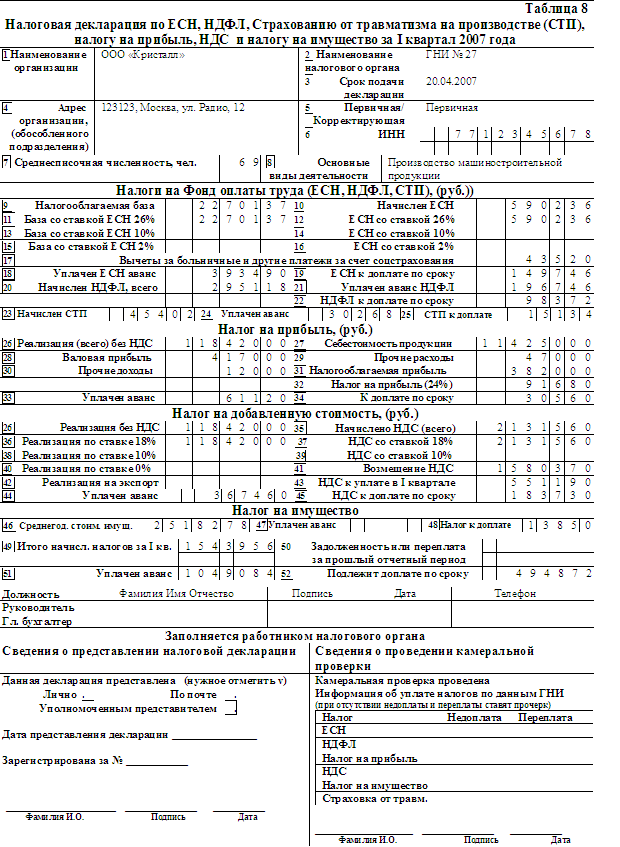 Таблица 8
Налоговая декларация по ЕСН, НДФЛ, Страхованию от травматизма на производстве (СТП),
налогу на прибыль, НДС и налогу на имущество за I квартал 2007 года
1 Наименование организации ООО «Кристалл» 2 Наименование налогового органа ГНИ № 27
3 Срок подачи декларации 20.04.2007
4 Адрес организации, (обособленного подразделения) 123123, Москва, ул. Радио, 12 5 Первичная/ Корректирующая Первичная
6 ИНН 7 7 1 2 3 4 5 6 7 8
7 Среднесписочная численность, чел. 6 9 8 Основные виды деятельности Производство машиностроительной продукции
Налоги на Фонд оплаты труда (ЕСН, НДФЛ, СТП), (руб.))
9 Налогооблагаемая база 2 2 7 0 1 3 7 10 Начислен ЕСН 5 9 0 2 3 6
11 База со ставкой ЕСН 26% 2 2 7 0 1 3 7 12 ЕСН со ставкой 26% 5 9 0 2 3 6
13 База со ставкой ЕСН 10% 14 ЕСН со ставкой 10%
15 База со ставкой ЕСН 2% 16 ЕСН со ставкой 2%
17 Вычеты за больничные и другие платежи за счет соцстрахования 4 3 5 2 0
18 Уплачен ЕСН аванс 3 9 3 4 9 0 19 ЕСН к доплате по сроку 1 4 9 7 4 6
20 Начислен НДФЛ, всего 2 9 5 1 1 8 21 Уплачен аванс НДФЛ 1 9 6 7 4 6
22 НДФЛ к доплате по сроку 9 8 3 7 2
23 Начислен СТП 4 5 4 0 2 24 Уплачен аванс 3 0 2 6 8 25 СТП к доплате 1 5 1 3 4
Налог на прибыль, (руб.)
26 Реализация (всего) без НДС 1 1 8 4 2 0 0 0 27 Себестоимость продукции 1 1 4 2 5 0 0 0
28 Валовая прибыль 4 1 7 0 0 0 29 Прочие расходы 4 7 0 0 0
30 Прочие доходы 1 2 0 0 0 31 Налогооблагаемая прибыль 3 8 2 0 0 0
32 Налог на прибыль (24%) 9 1 6 8 0
33 Уплачен аванс 6 1 1 2 0 34 К доплате по сроку 3 0 5 6 0
Налог на добавленную стоимость, (руб.)
26 Реализация без НДС 1 1 8 4 2 0 0 0 35 Начислено НДС (всего) 2 1 3 1 5 6 0
36 Реализация по ставке 18% 1 1 8 4 2 0 0 0 37 НДС со ставкой 18% 2 1 3 1 5 6 0
38 Реализация по ставке 10% 39 НДС со ставкой 10%
40 Реализация по ставке 0% 41 Возмещение НДС 1 5 8 0 3 7 0
42 Реализация на экспорт 43 НДС к уплате в I квартале 5 5 1 1 9 0
44 Уплачен аванс 3 6 7 4 6 0 45 НДС к доплате по сроку 1 8 3 7 3 0
Налог на имущество
46 Среднегод. стоим. имущ. 2 5 1 8 2 7 8 47 Уплачен аванс 48 Налог к доплате 1 3 8 5 0
49 Итого начисл. налогов за I кв. 1 5 4 3 9 5 6 50 Задолженность или переплата за прошлый отчетный период
51 Уплачен аванс 1 0 4 9 0 8 4 52 Подлежит доплате по сроку 4 9 4 8 7 2
Должность Фамилия Имя Отчество Подпись Дата Телефон
Руководитель
Гл. бухгалтер
Заполняется работником налогового органа
Сведения о представлении налоговой декларации
Данная декларация представлена (нужное отметить v)
Лично По почте
Уполномоченным представителем
Дата представления декларации
Зарегистрирована за №
Фамилия И.О. Подпись Дата
Сведения о проведении камеральной проверки
Камеральная проверка проведена
Информация об уплате налогов по данным ГНИ
(при отсутствии недоплаты и переплаты ставят прочерк)
Налог Недоплата Переплата
ЕСН
НДФЛ
Налог на прибыль
НДС
Налог на имущество
Страховка от травм.
Фамилия И.О. Подпись Дата